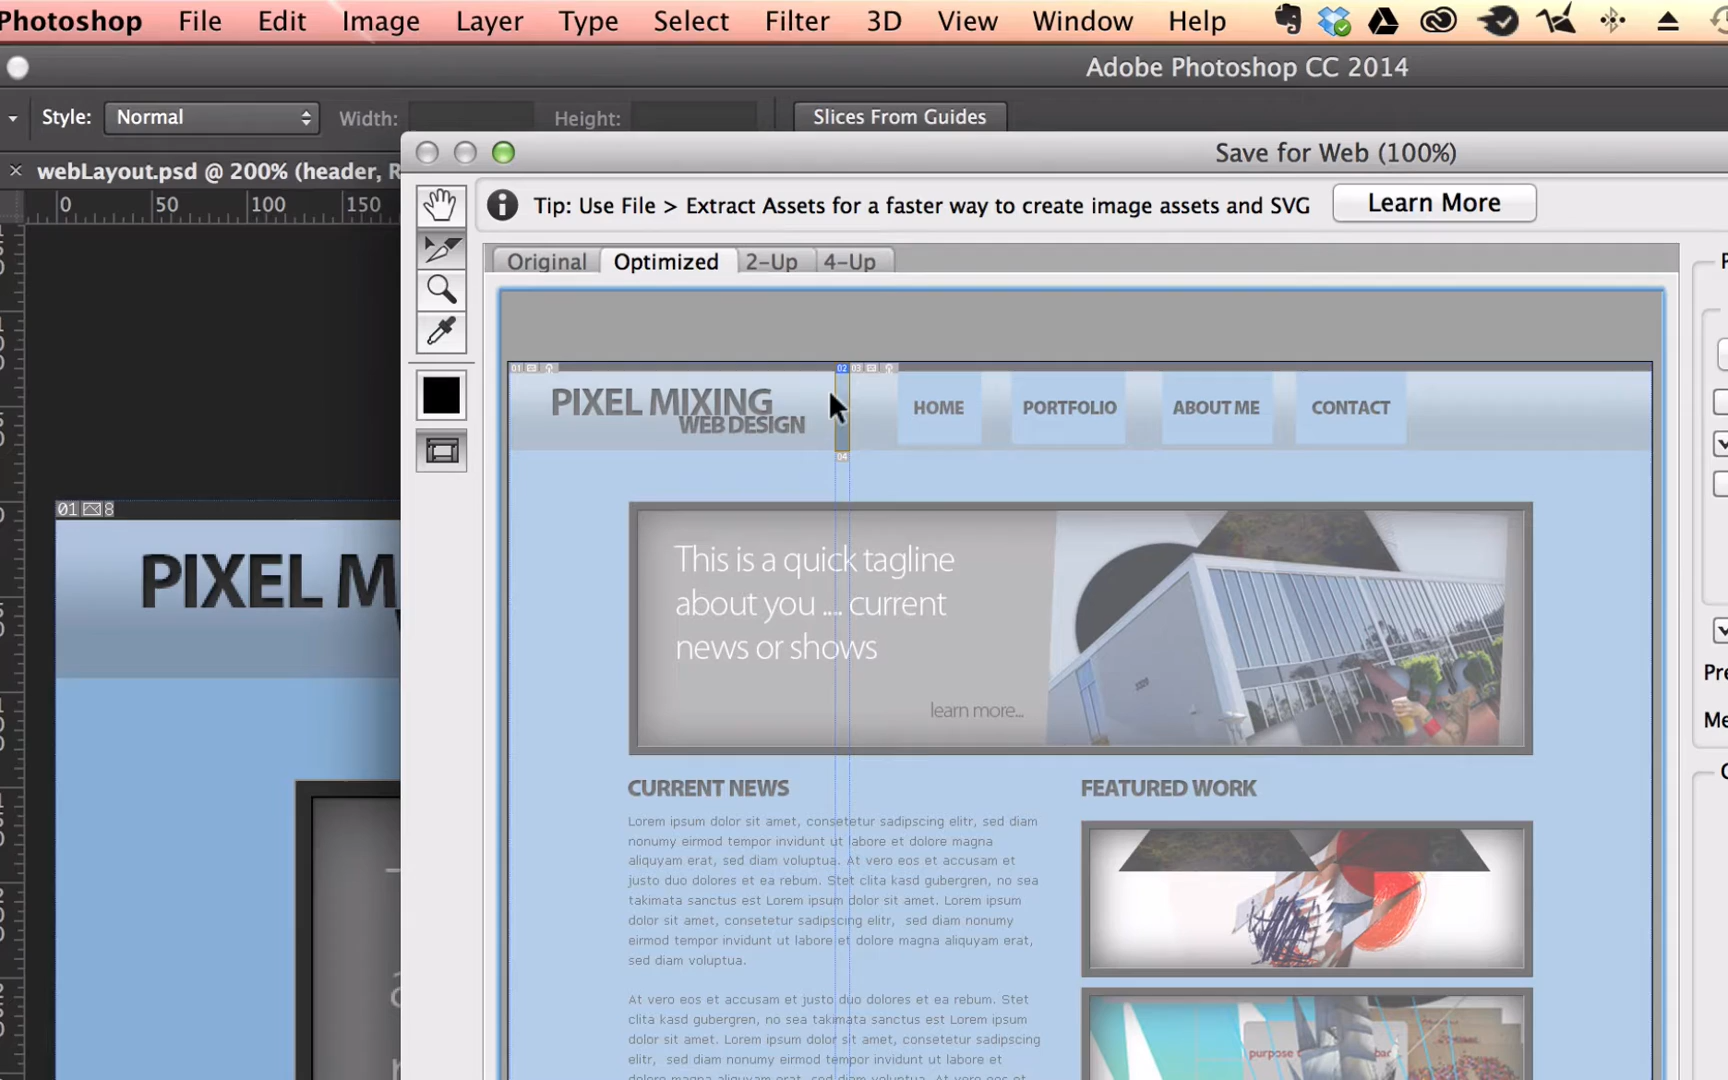 Photoshop File Edit Image Layer Type Select Filter 3D View Window Help
Adobe Photoshop CC 2014
Style: Normal Width: Height: Slices From Guides
webLayout.psd @ 200% (header, R
Save for Web (100%)
0 50 100 150
Tip: Use File > Extract Assets for a faster way to create image assets and SVG Learn More
Original Optimized 2-Up 4-Up
01 02 03
PIXEL MIXING
WEB DESIGN
HOME PORTFOLIO ABOUT ME CONTACT
04
01 8
PIXEL M
This is a quick tagline
about you .... current
news or shows
learn more...
Pre
Me
CURRENT NEWS
Lorem ipsum dolor sit amet, consetetur sadipscing elitr, sed diam
nonumy eirmod tempor invidunt ut labore et dolore magna
aliquyam erat, sed diam voluptua. At vero eos et accusam et
justo duo dolores et ea rebum. Stet clita kasd gubergren, no sea
takimata sanctus est Lorem ipsum dolor sit amet. Lorem ipsum
dolor sit amet, consetetur sadipscing elitr, sed diam nonumy
eirmod tempor invidunt ut labore et dolore magna aliquyam erat,
sed diam voluptua.
At vero eos et accusam et justo duo dolores et ea rebum. Stet
clita kasd gubergren, no sea takimata sanctus est Lorem ipsum
dolor sit amet. Lorem ipsum dolor sit amet, consetetur sadipscing
elitr, sed diam nonumy eirmod tempor invidunt ut labore et
FEATURED WORK